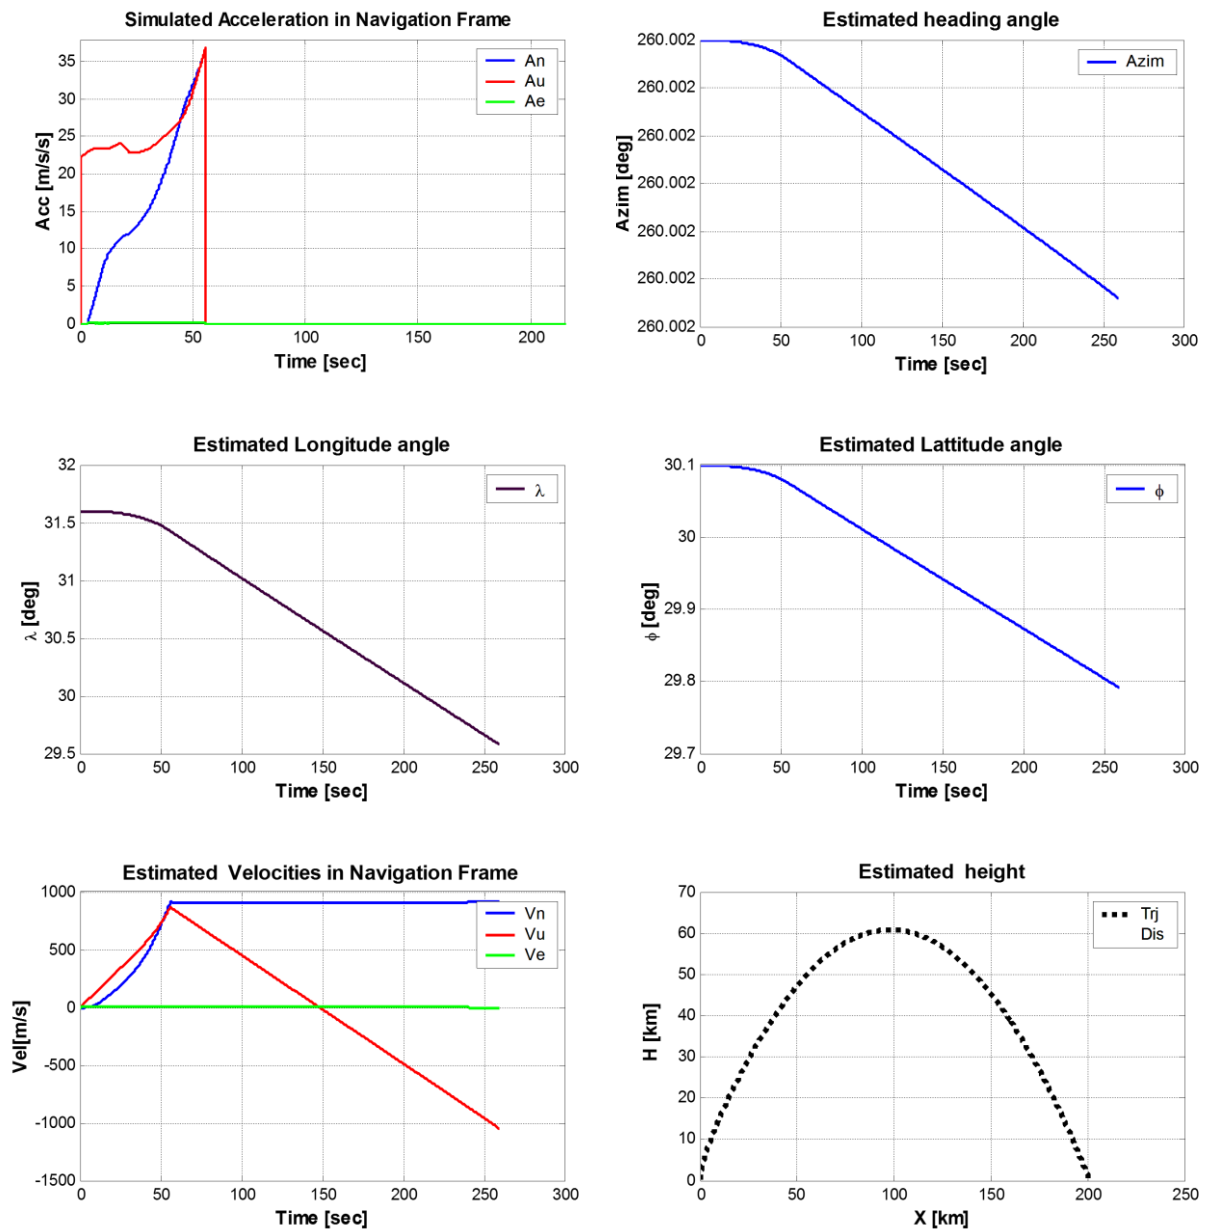 Simulated Acceleration in Navigation Frame
35
30
25
20
15
10
5
0
Acc [m/s/s]
An
Au
Ae
0 50 100 150 200
Time [sec]
Estimated heading angle
260.002
260.002
260.002
260.002
260.002
260.002
260.002
Azim [deg]
Azim
0 50 100 150 200 250 300
Time [sec]
Estimated Longitude angle
32
31.5
31
30.5
30
29.5
λ [deg]
λ
0 50 100 150 200 250 300
Time [sec]
Estimated Lattitude angle
30.1
30
29.9
29.8
29.7
ϕ [deg]
ϕ
0 50 100 150 200 250 300
Time [sec]
Estimated Velocities in Navigation Frame
1000
500
0
-500
-1000
-1500
Vel[m/s]
Vn
Vu
Ve
0 50 100 150 200 250 300
Time [sec]
Estimated height
70
60
50
40
30
20
10
0
H [km]
Trj
Dis
0 50 100 150 200 250
X [km]